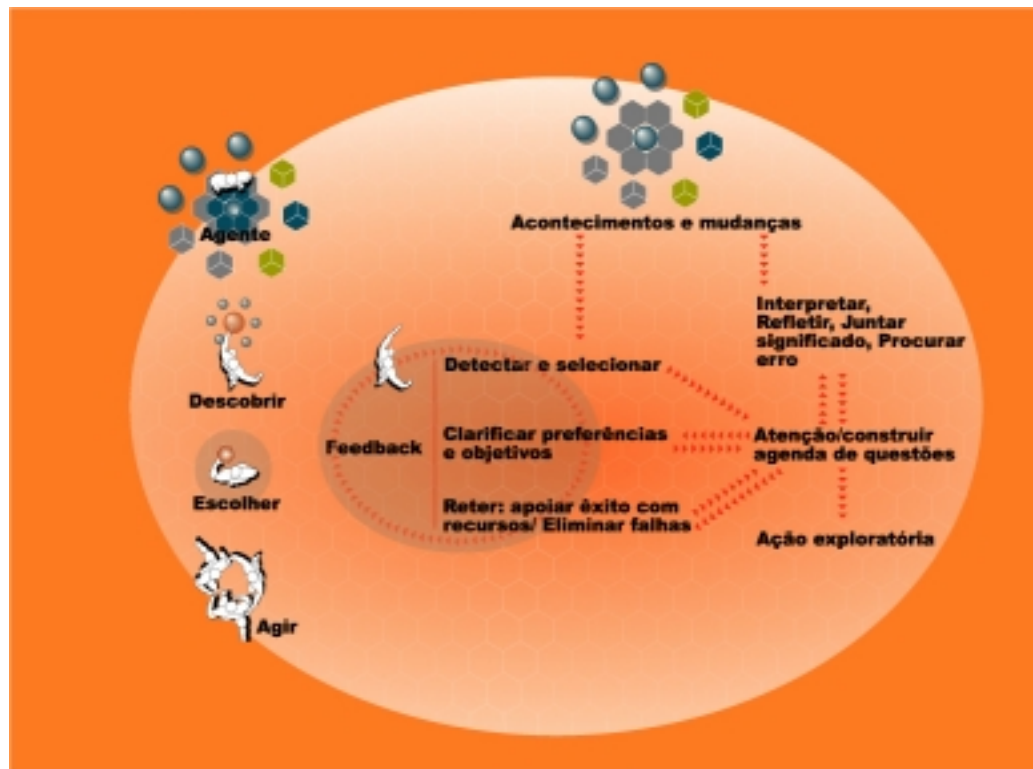 Agente
Acontecimentos e mudanças
Interpretar,
Refletir, Juntar
significado, Procurar
erro
Descobrir
Detectar e selecionar
Feedback
Clarificar preferências
e objetivos
Atenção/construir
agenda de questões
Escolher
Reter: apoiar êxito com
recursos/ Eliminar falhas
Ação exploratória
Agir